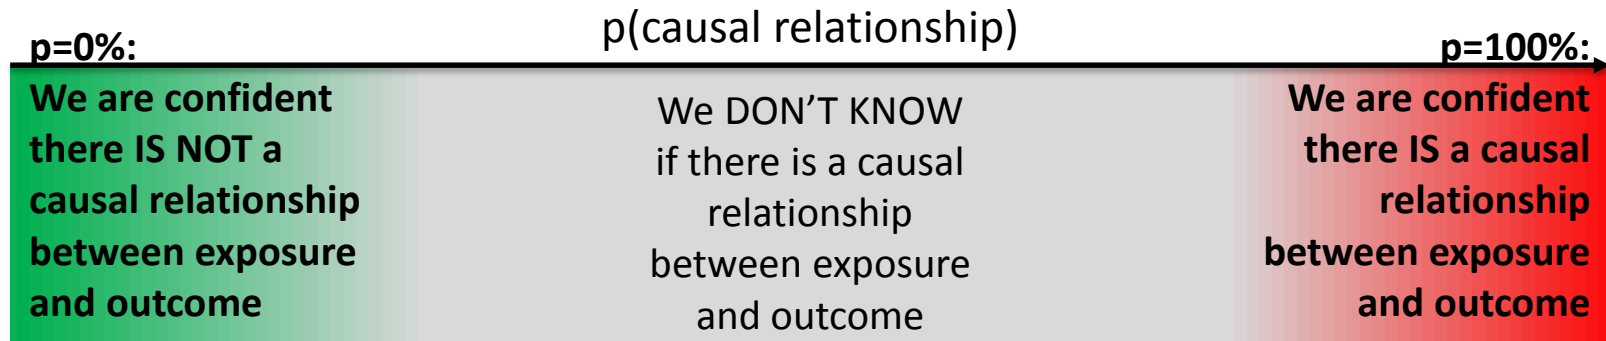 p(causal relationship)
p=0%:
p=100%:
We are confident
there IS NOT a
causal relationship
between exposure
and outcome
We DON’T KNOW
if there is a causal
relationship
between exposure
and outcome
We are confident
there IS a causal
relationship
between exposure
and outcome